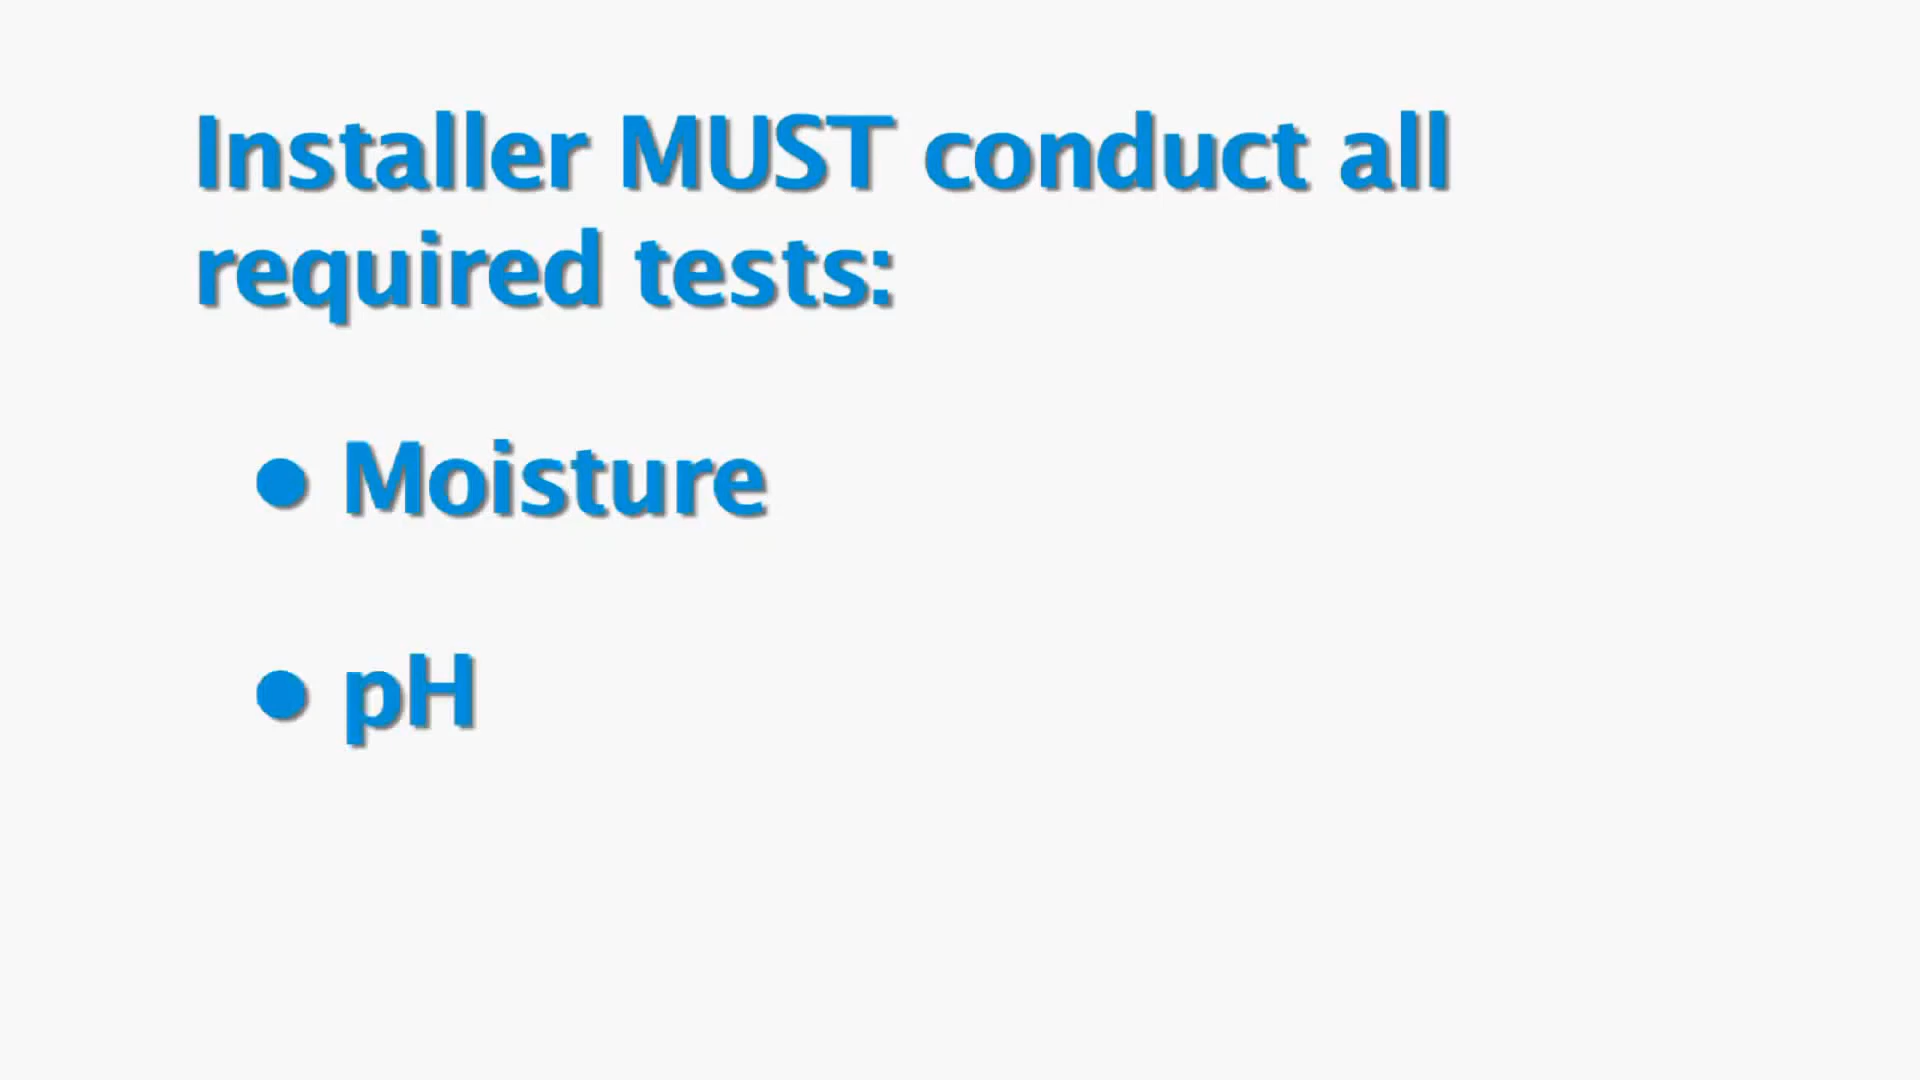 Installer MUST conduct all
required tests:
• Moisture
• pH